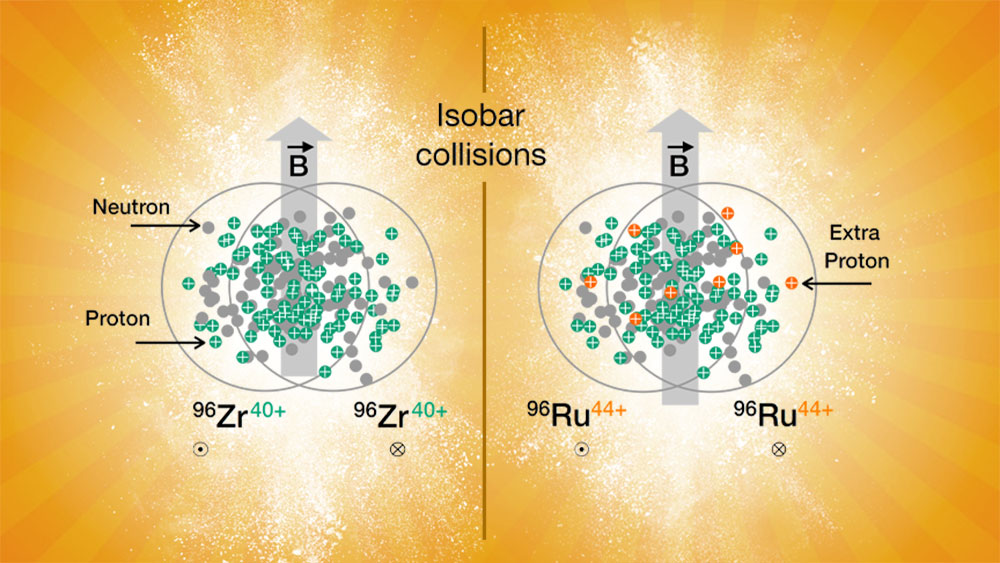 Isobar
collisions
B
Neutron
Proton
⁹⁶Zr⁴⁰⁺
⁹⁶Zr⁴⁰⁺
B
Extra
Proton
⁹⁶Ru⁴⁴⁺
⁹⁶Ru⁴⁴⁺